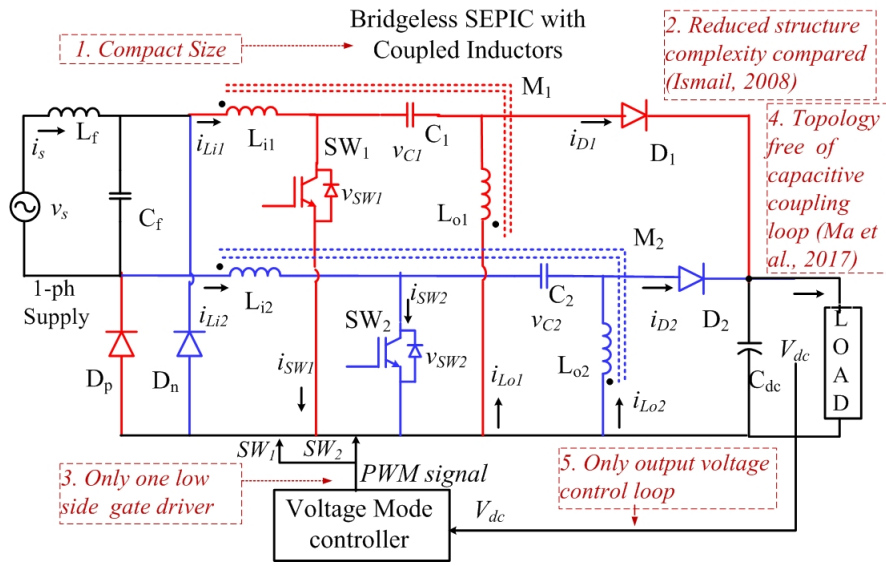 1. Compact Size
Bridgeless SEPIC with
Coupled Inductors
2. Reduced structure
complexity compared
(Ismail, 2008)
M1
4. Topology
free of
capacitive
coupling
loop (Ma et
al., 2017)
is
Lf
iLi1
Li1
SW1
vSW1
vC1
C1
iD1
D1
Lo1
vs
Cf
M2
1-ph
Supply
iLi2
Li2
iSW2
SW2
vSW2
C2
vC2
iD2
D2
Vdc
LOAD
Dp
Dn
iSW1
iLo1
Lo2
iLo2
Cdc
SW1
SW2
PWM signal
3. Only one low
side gate driver
5. Only output voltage
control loop
Voltage Mode
controller
Vdc